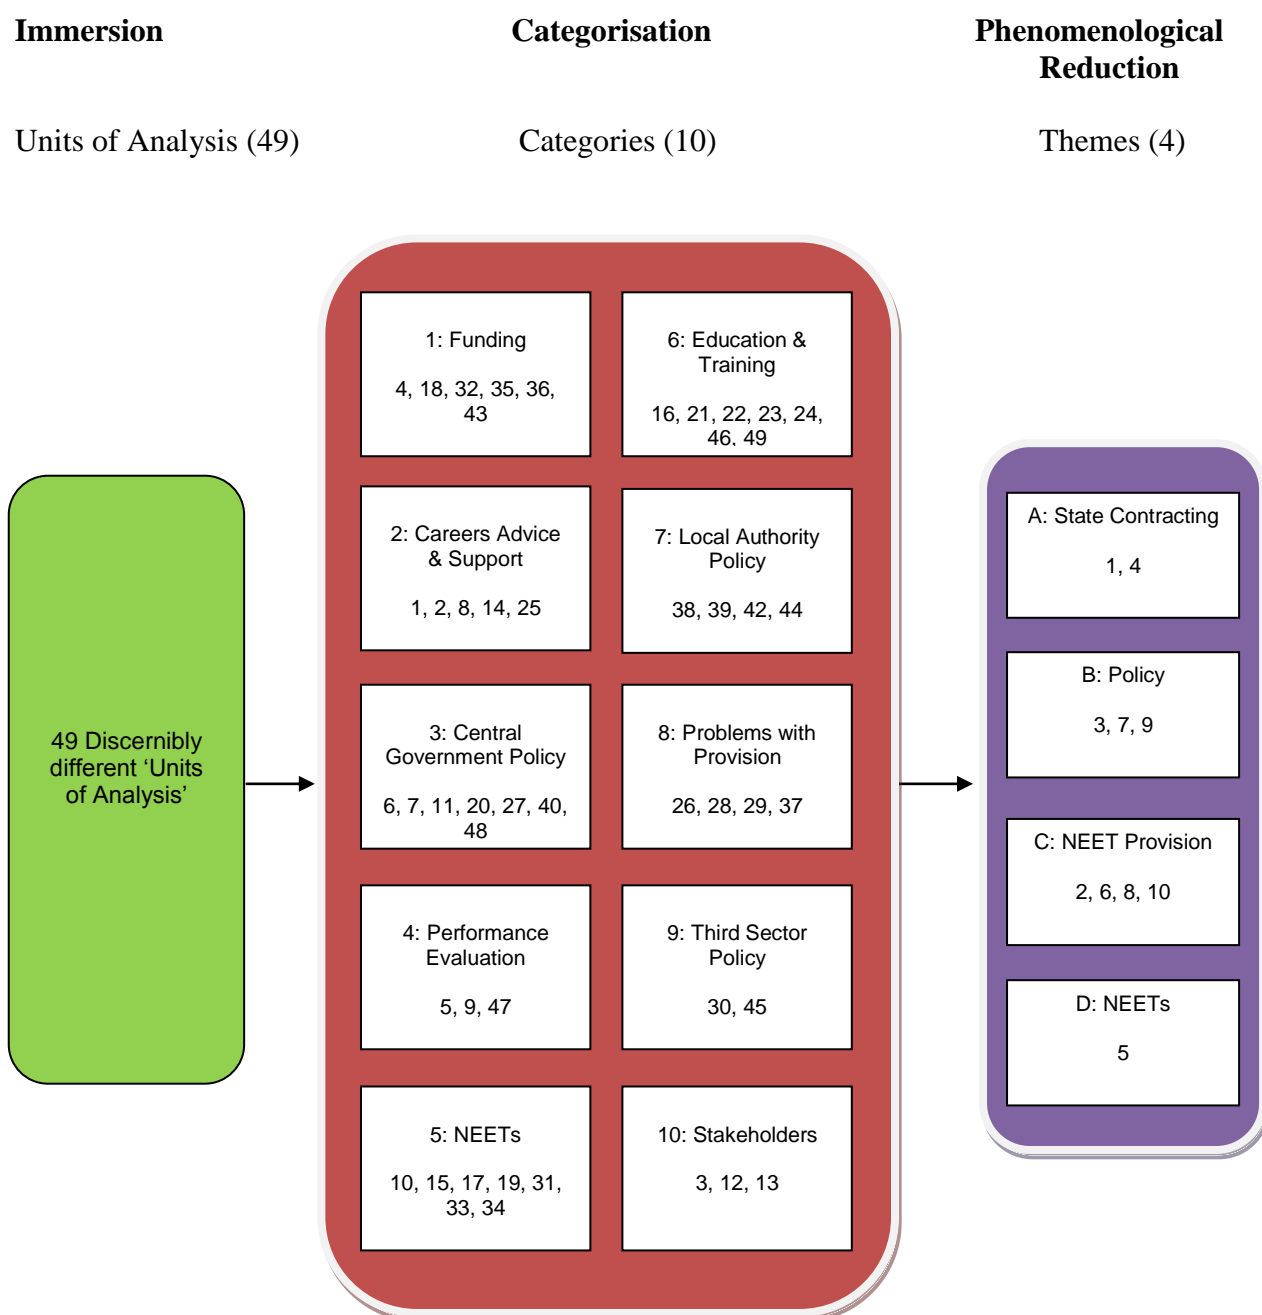 Immersion
Categorisation
Phenomenological
Reduction
Units of Analysis (49)
Categories (10)
Themes (4)
49 Discernibly
different ‘Units
of Analysis’
1: Funding
4, 18, 32, 35, 36,
43
2: Careers Advice
& Support
1, 2, 8, 14, 25
3: Central
Government Policy
6, 7, 11, 20, 27, 40,
48
4: Performance
Evaluation
5, 9, 47
5: NEETs
10, 15, 17, 19, 31,
33, 34
6: Education &
Training
16, 21, 22, 23, 24,
46, 49
7: Local Authority
Policy
38, 39, 42, 44
8: Problems with
Provision
26, 28, 29, 37
9: Third Sector
Policy
30, 45
10: Stakeholders
3, 12, 13
A: State Contracting
1, 4
B: Policy
3, 7, 9
C: NEET Provision
2, 6, 8, 10
D: NEETs
5